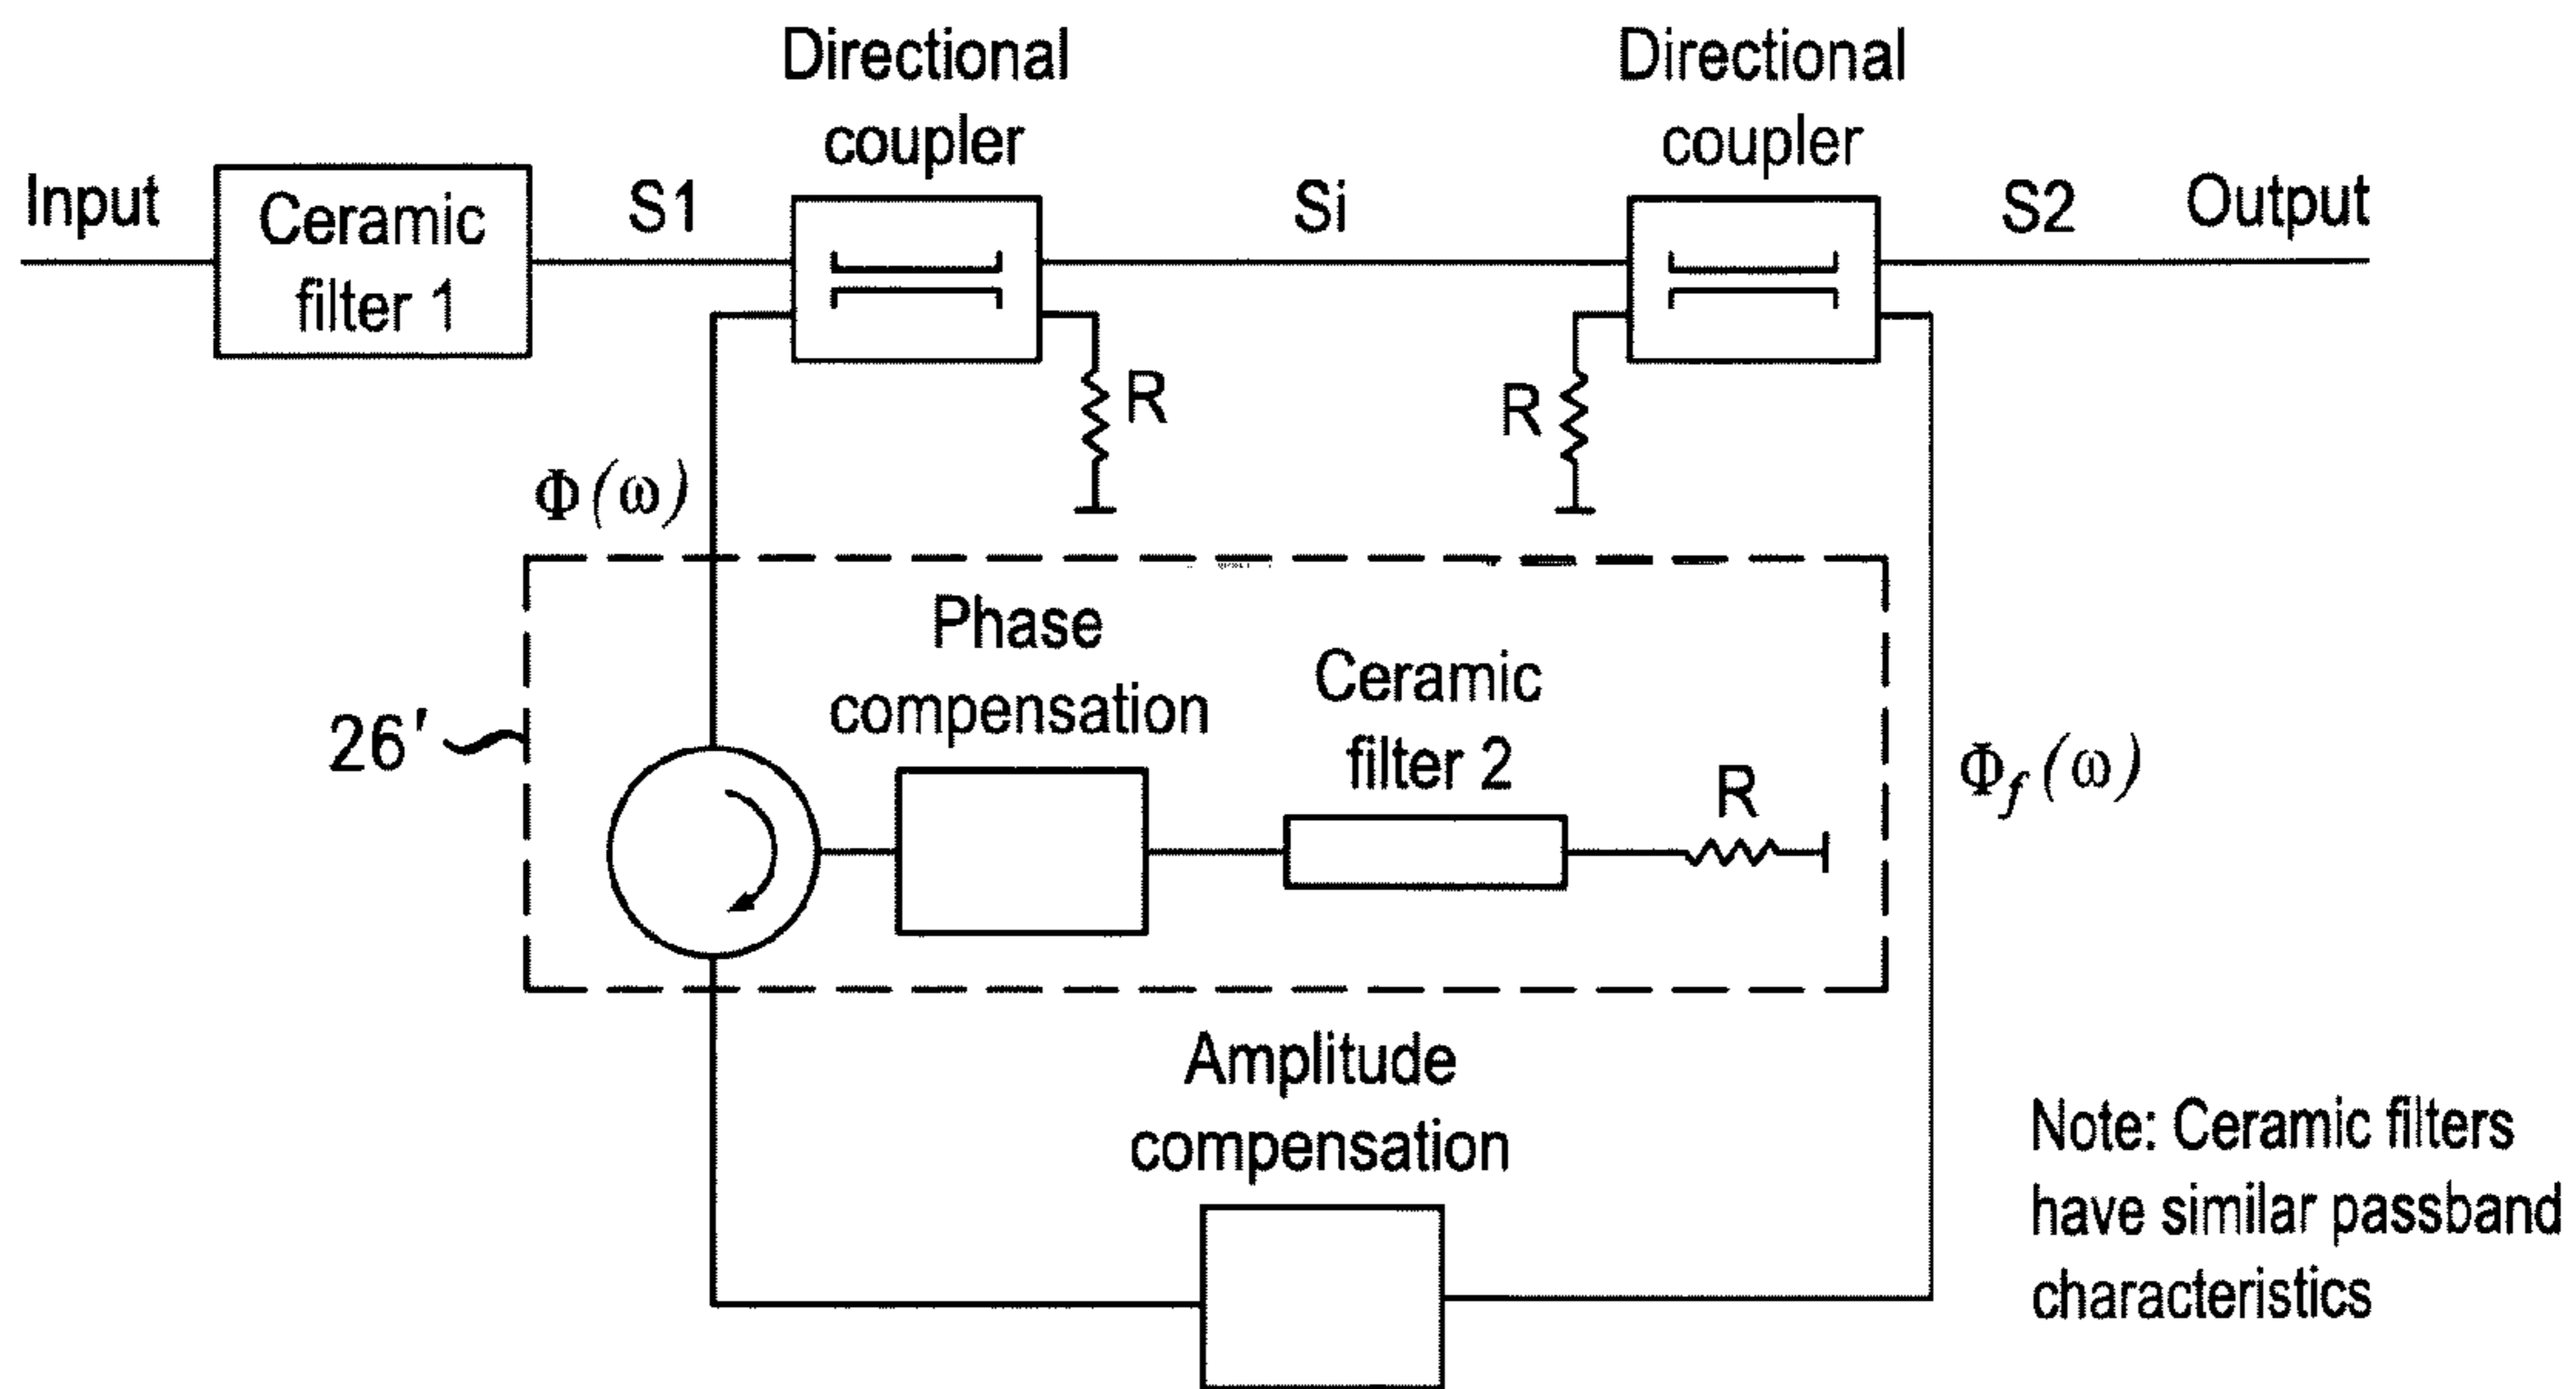 Directional
coupler
Directional
coupler
Input
Ceramic
filter 1
S1
Si
S2
Output
R
R
Φ(ω)
Phase
compensation
Ceramic
filter 2
R
26'
Φf(ω)
Amplitude
compensation
Note: Ceramic filters
have similar passband
characteristics